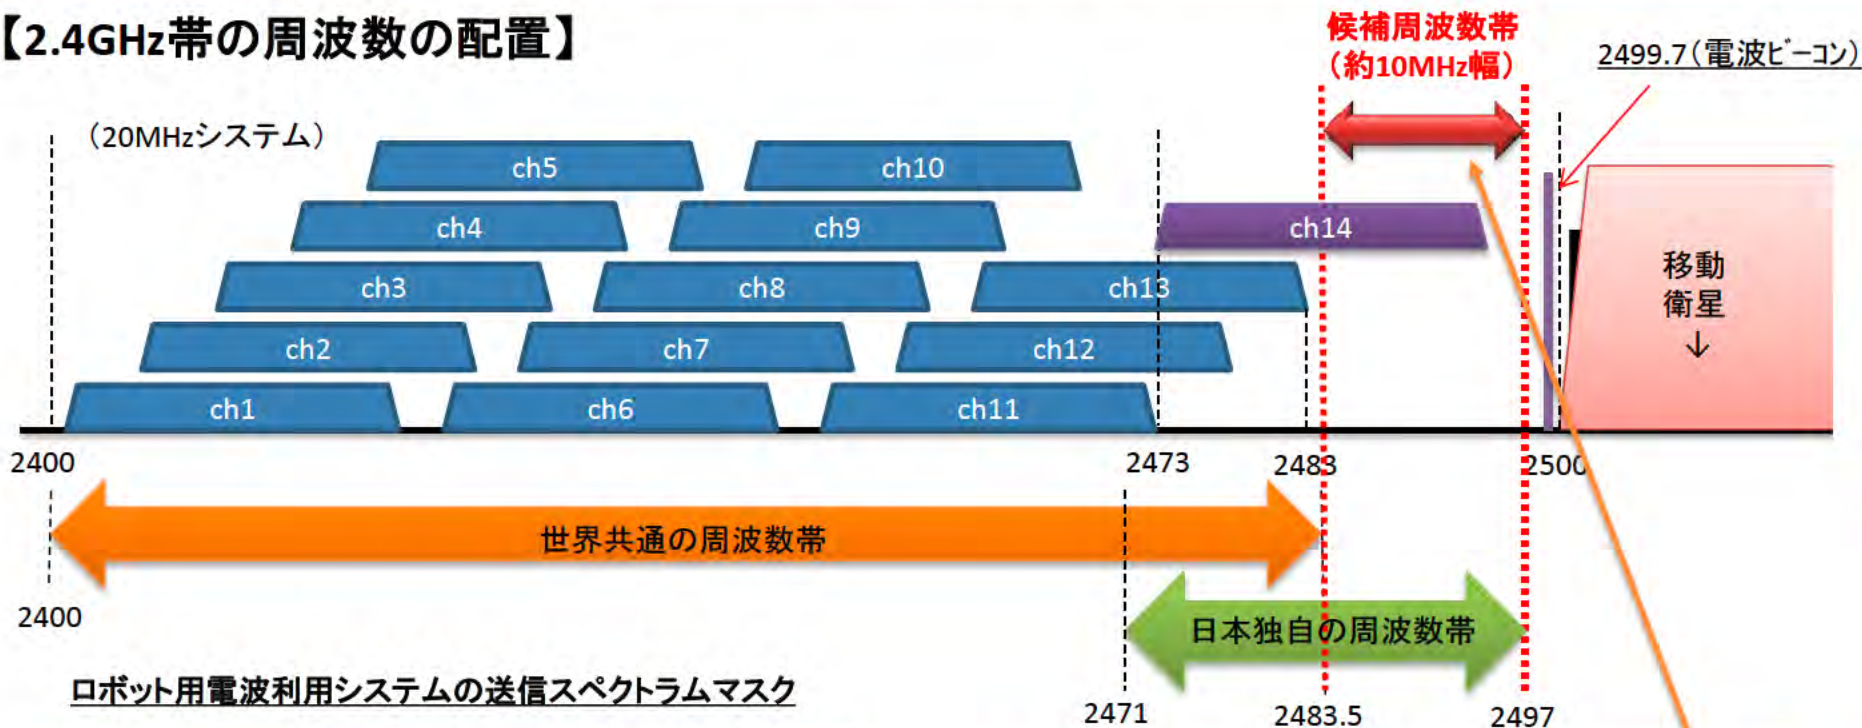 【2.4GHz帯の周波数の配置】
候補周波数帯
（約10MHz幅）
2499.7（電波ﾋﾞｰｺﾝ）
（20MHzシステム）
ch5
ch10
ch4
ch9
ch14
ch3
ch8
ch13
ch2
ch7
ch12
ch1
ch6
ch11
移動
衛星
↓
2400
2473
2483
2500
世界共通の周波数帯
2400
日本独自の周波数帯
ロボット用電波利用システムの送信スペクトラムマスク
2471
2483.5
2497